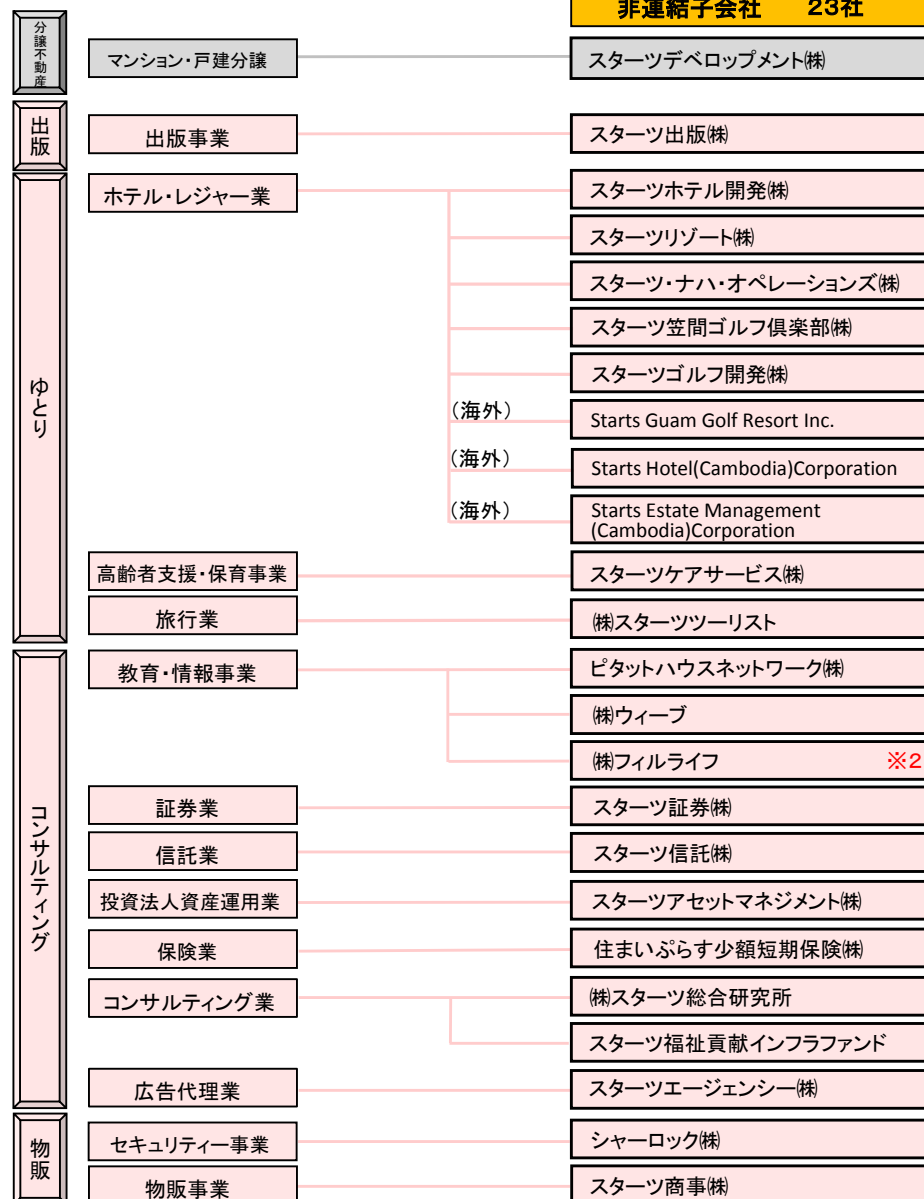 非連結子会社 23社
分譲不動産
マンション・戸建分譲
スターツデベロップメント㈱
出版
出版事業
スターツ出版㈱
ゆとり
ホテル・レジャー業
スターツホテル開発㈱
スターツリゾート㈱
スターツ・ナハ・オペレーションズ㈱
スターツ笠間ゴルフ倶楽部㈱
スターツゴルフ開発㈱
(海外)
Starts Guam Golf Resort Inc.
(海外)
Starts Hotel(Cambodia)Corporation
(海外)
Starts Estate Management
(Cambodia)Corporation
高齢者支援・保育事業
スターツケアサービス㈱
旅行業
㈱スターツツーリスト
コンサルティング
教育・情報事業
ピタットハウスネットワーク㈱
㈱ウィーブ
㈱フィルライフ ※2
証券業
スターツ証券㈱
信託業
スターツ信託㈱
投資法人資産運用業
スターツアセットマネジメント㈱
保険業
住まいぷらす少額短期保険㈱
コンサルティング業
㈱スターツ総合研究所
スターツ福祉貢献インフラファンド
広告代理業
スターツエージェンシー㈱
物販
セキュリティー事業
シャーロック㈱
物販事業
スターツ商事㈱